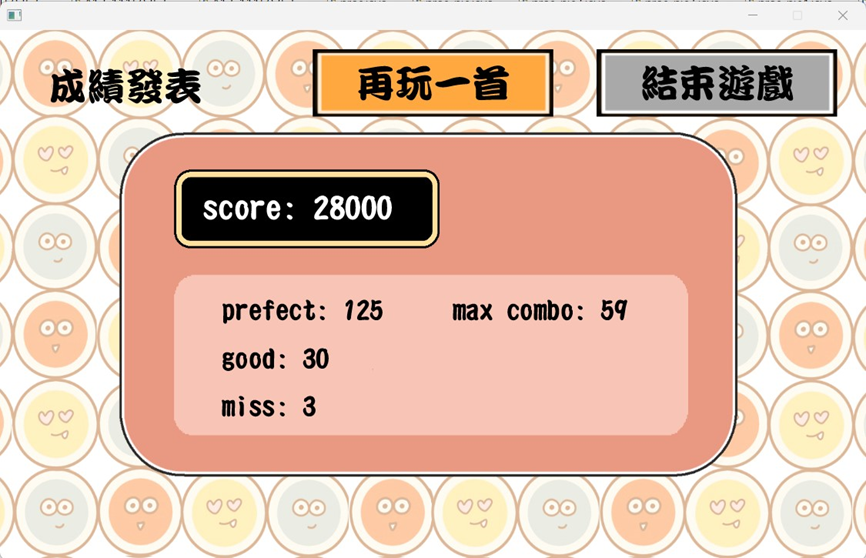 成績發表
再玩一首
結束遊戲
score: 28000
prefect: 125
max combo: 59
good: 30
miss: 3